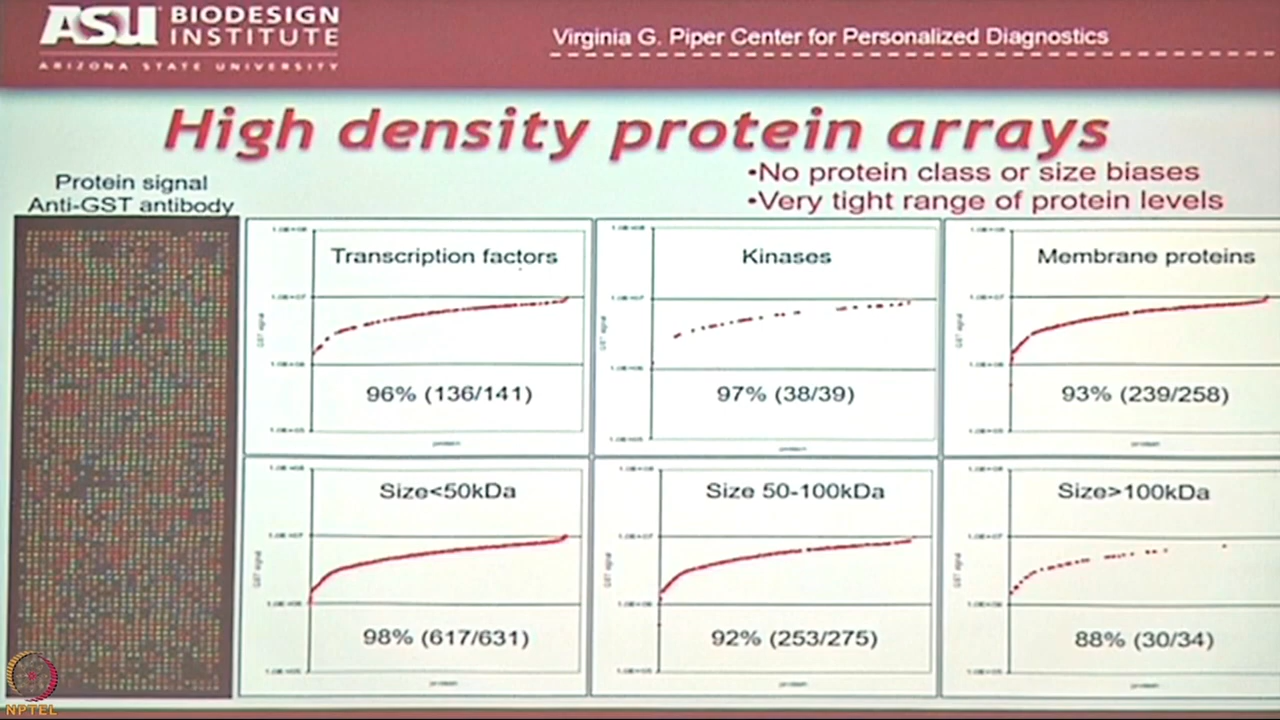 ASU BIODESIGN
INSTITUTE
ARIZONA STATE UNIVERSITY
Virginia G. Piper Center for Personalized Diagnostics
High density protein arrays
•No protein class or size biases
•Very tight range of protein levels
Protein signal
Anti-GST antibody
Transcription factors
96% (136/141)
Kinases
97% (38/39)
Membrane proteins
93% (239/258)
Size<50kDa
98% (617/631)
Size 50-100kDa
92% (253/275)
Size>100kDa
88% (30/34)
NPTEL